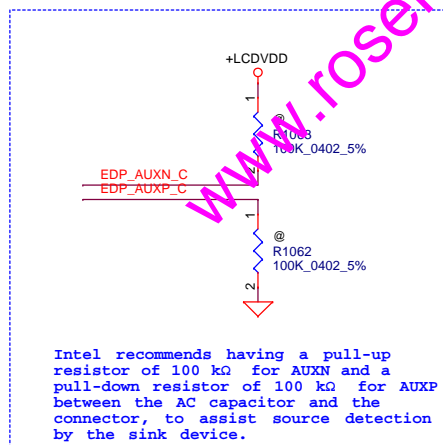 +LCDVDD
1
@
R1063
100K_0402_5%
2
EDP_AUXN_C
EDP_AUXP_C
1
@
R1062
100K_0402_5%
2
Intel recommends having a pull-up
resistor of 100 kΩ for AUXN and a
pull-down resistor of 100 kΩ for AUXP
between the AC capacitor and the
connector, to assist source detection
by the sink device.